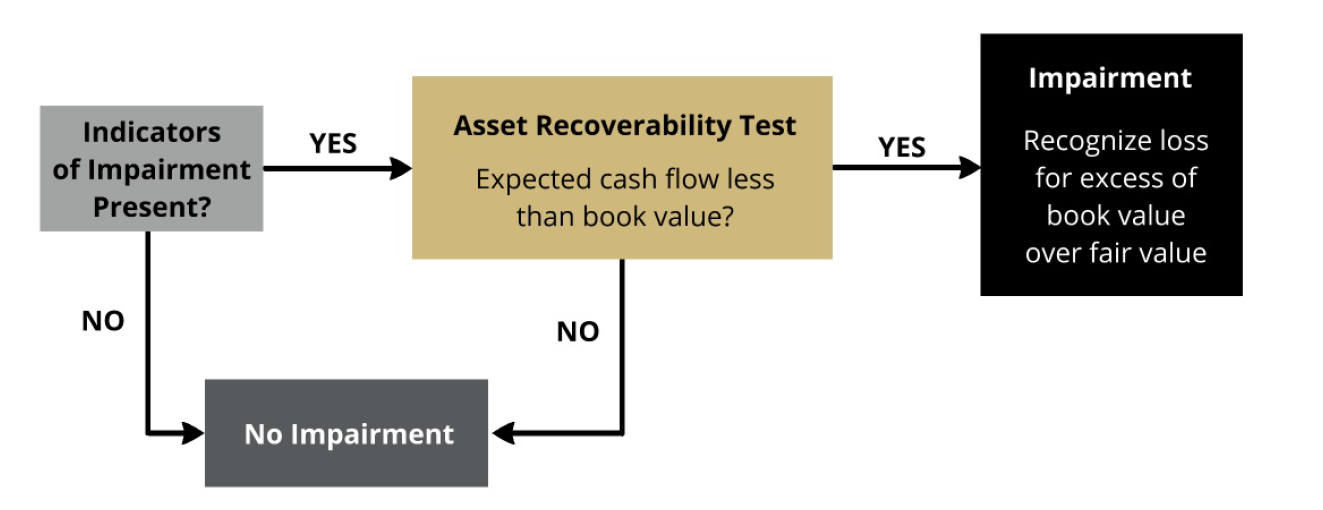 Indicators
of Impairment
Present?
YES
Asset Recoverability Test
Expected cash flow less
than book value?
YES
Impairment
Recognize loss
for excess of
book value
over fair value
NO
NO
No Impairment